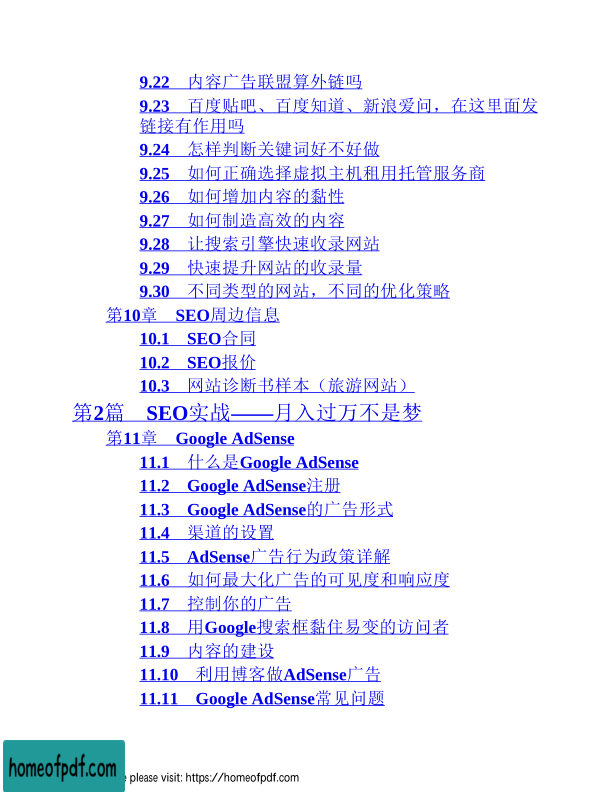 9.22　内容广告联盟算外链吗
9.23　百度贴吧、百度知道、新浪爱问，在这里面发
链接有作用吗
9.24　怎样判断关键词好不好做
9.25　如何正确选择虚拟主机租用托管服务商
9.26　如何增加内容的黏性
9.27　如何制造高效的内容
9.28　让搜索引擎快速收录网站
9.29　快速提升网站的收录量
9.30　不同类型的网站，不同的优化策略
第10章　SEO周边信息
10.1　SEO合同
10.2　SEO报价
10.3　网站诊断书样本（旅游网站）
第2篇　SEO实战——月入过万不是梦
第11章　Google AdSense
11.1　什么是Google AdSense
11.2　Google AdSense注册
11.3　Google AdSense的广告形式
11.4　渠道的设置
11.5　AdSense广告行为政策详解
11.6　如何最大化广告的可见度和响应度
11.7　控制你的广告
11.8　用Google搜索框黏住易变的访问者
11.9　内容的建设
11.10　利用博客做AdSense广告
11.11　Google AdSense常见问题
homeofpdf.com
please visit: https://homeofpdf.com